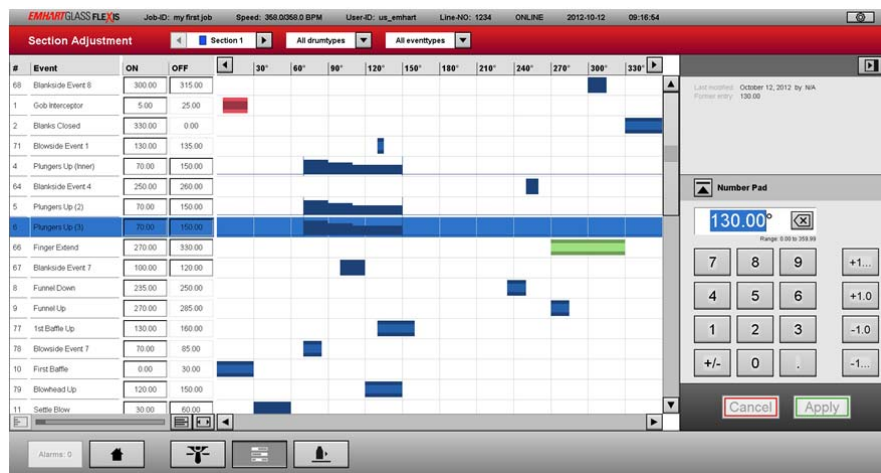 EMHARTGLASS FLEXIS Job-ID: my first job Speed: 358.0/358.0 BPM User-ID: us_emhart Line-NO: 1234 ONLINE 2012-10-12 09:16:54
Section Adjustment Section 1 All drumtypes All eventtypes
# Event ON OFF 30° 60° 90° 120° 150° 180° 210° 240° 270° 300° 330°
68 Blankside Event 8 300.00 315.00
1 Gob Interceptor 5.00 25.00
2 Blanks Closed 330.00 0.00
71 Blowside Event 1 130.00 135.00
4 Plungers Up (Inner) 70.00 150.00
64 Blankside Event 4 250.00 260.00
5 Plungers Up (2) 70.00 150.00
6 Plungers Up (3) 70.00 150.00
66 Finger Extend 270.00 330.00
67 Blankside Event 7 100.00 120.00
8 Funnel Down 235.00 250.00
9 Funnel Up 270.00 285.00
77 1st Baffle Up 130.00 160.00
78 Blowside Event 7 70.00 85.00
10 First Baffle 0.00 30.00
79 Blowhead Up 120.00 150.00
11 Settle Blow 30.00 60.00
Last modified: October 12, 2012 by N/A
Former entry: 130.00
Number Pad
130.00°
Range: 0.00 to 359.99
7 8 9 +1...
4 5 6 +1.0
1 2 3 -1.0
+/- 0 . -1...
Cancel Apply
Alarms: 0